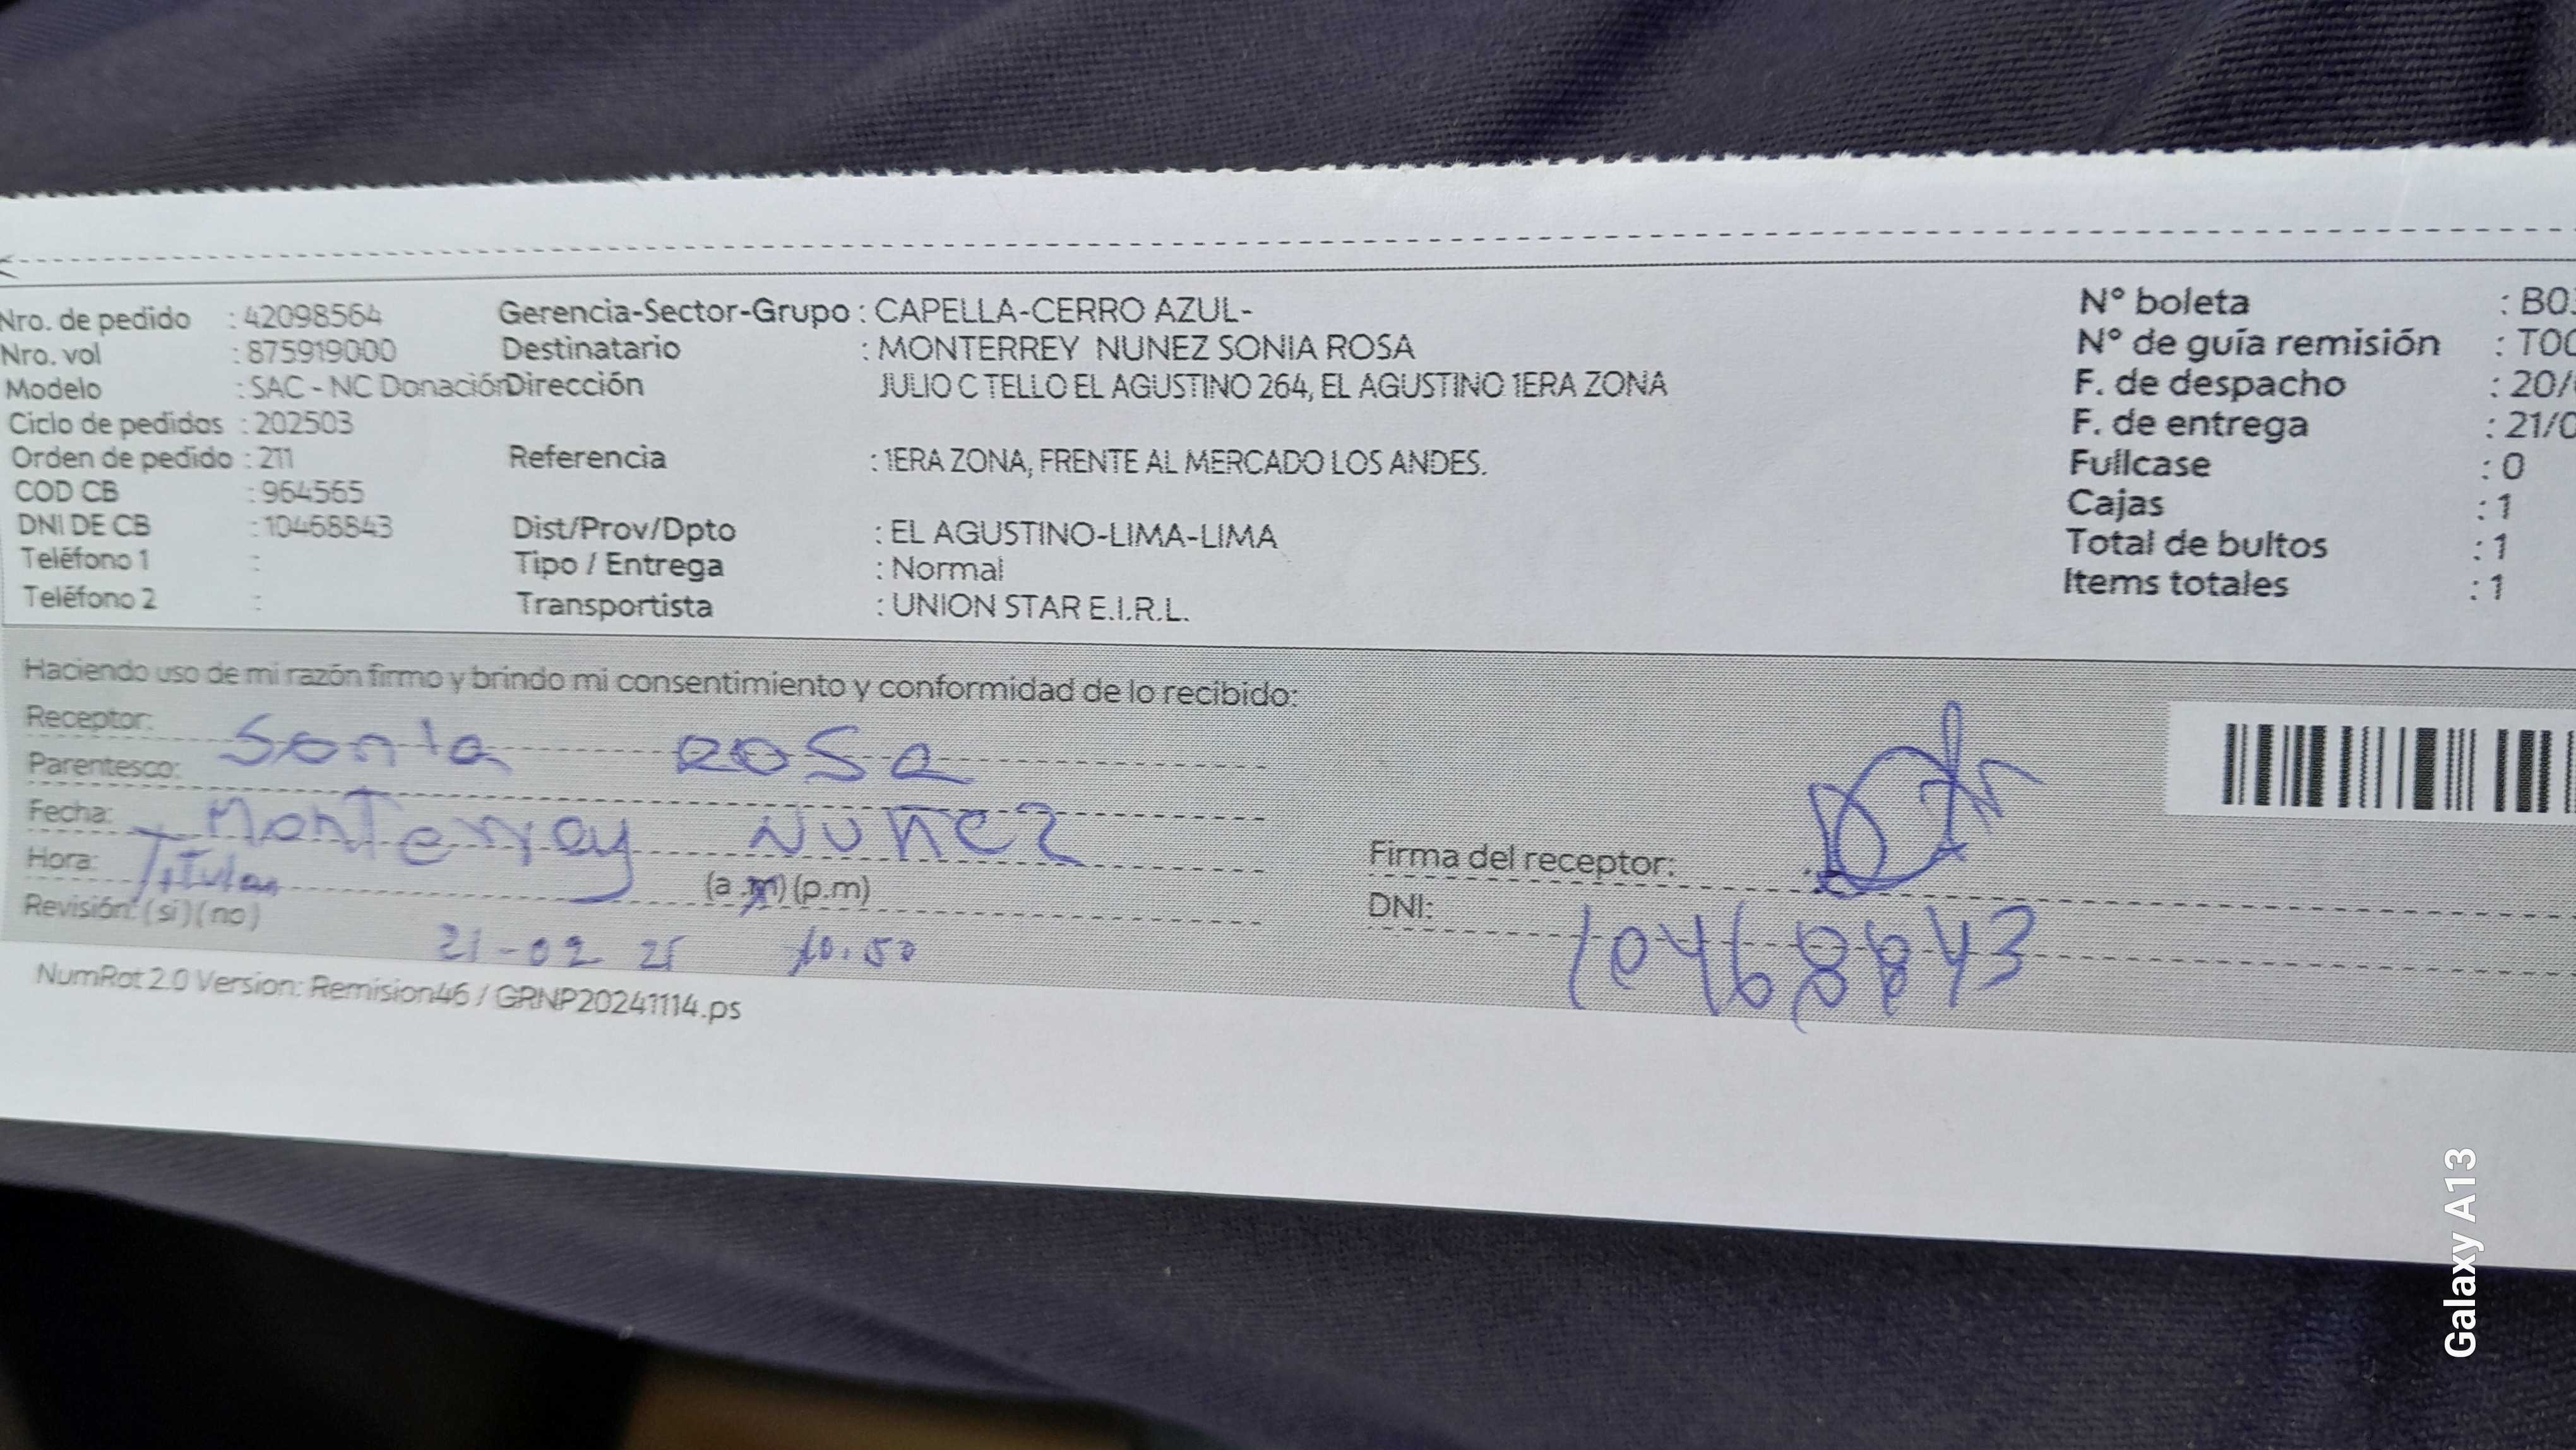 Nro. de pedido : 42098564
Nro. vol : 875919000
Modelo : SAC - NC Donación
Ciclo de pedidos : 202503
Orden de pedido : 211
COD CB : 964565
DNI DE CB : 10468843
Teléfono 1 :
Teléfono 2 :
Gerencia-Sector-Grupo : CAPELLA-CERRO AZUL-
Destinatario : MONTERREY NUNEZ SONIA ROSA
Dirección JULIO C TELLO EL AGUSTINO 264, EL AGUSTINO 1ERA ZONA
Referencia : 1ERA ZONA, FRENTE AL MERCADO LOS ANDES.
Dist/Prov/Dpto : EL AGUSTINO-LIMA-LIMA
Tipo / Entrega : Normal
Transportista : UNION STAR E.I.R.L.
N° boleta : B03
N° de guía remisión : T00
F. de despacho : 20/
F. de entrega : 21/0
Fullcase : 0
Cajas : 1
Total de bultos : 1
Items totales : 1
Haciendo uso de mi razón firmo y brindo mi consentimiento y conformidad de lo recibido:
Receptor: Sonia Rosa
Parentesco:
Fecha: Monterrey Nuñez
Hora: Titular (a.m) (p.m)
Revisión: (si) (no)
21-02 25 10.50
Firma del receptor:
DNI: 10468843
NumRot 2.0 Version: Remision46 / GRNP20241114.ps
Galaxy A13